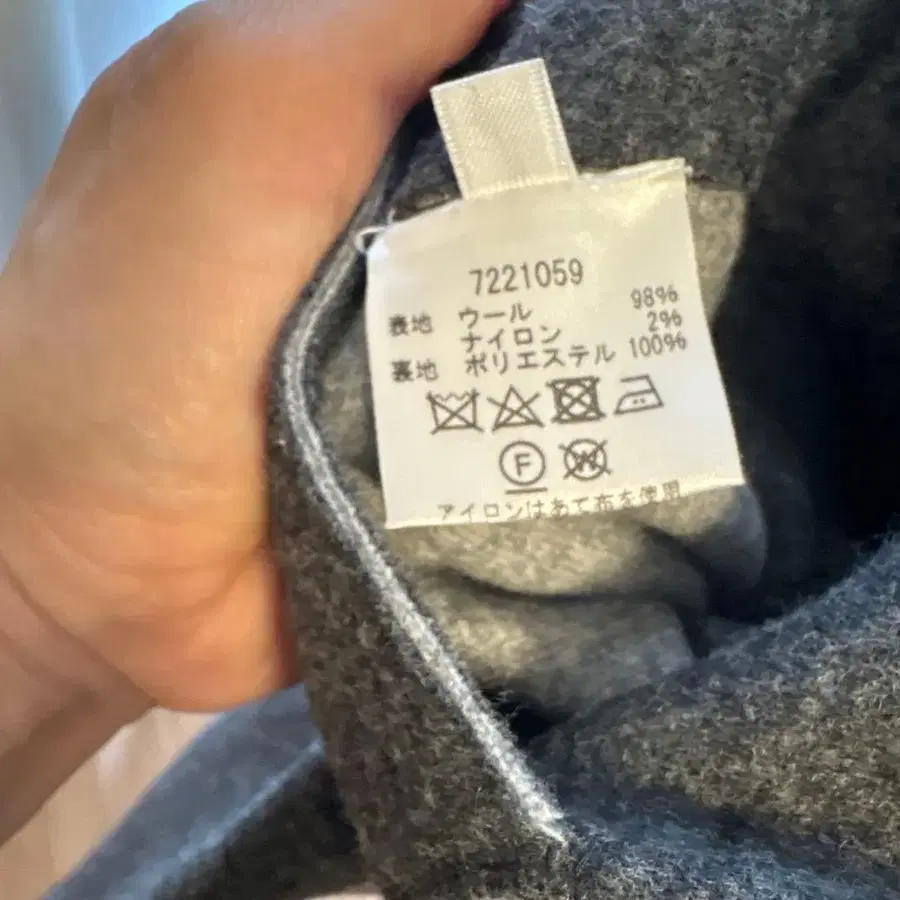 7221059
表地 ウール 98%
ナイロン 2%
裏地 ポリエステル 100%
F W
アイロンはあて布を使用